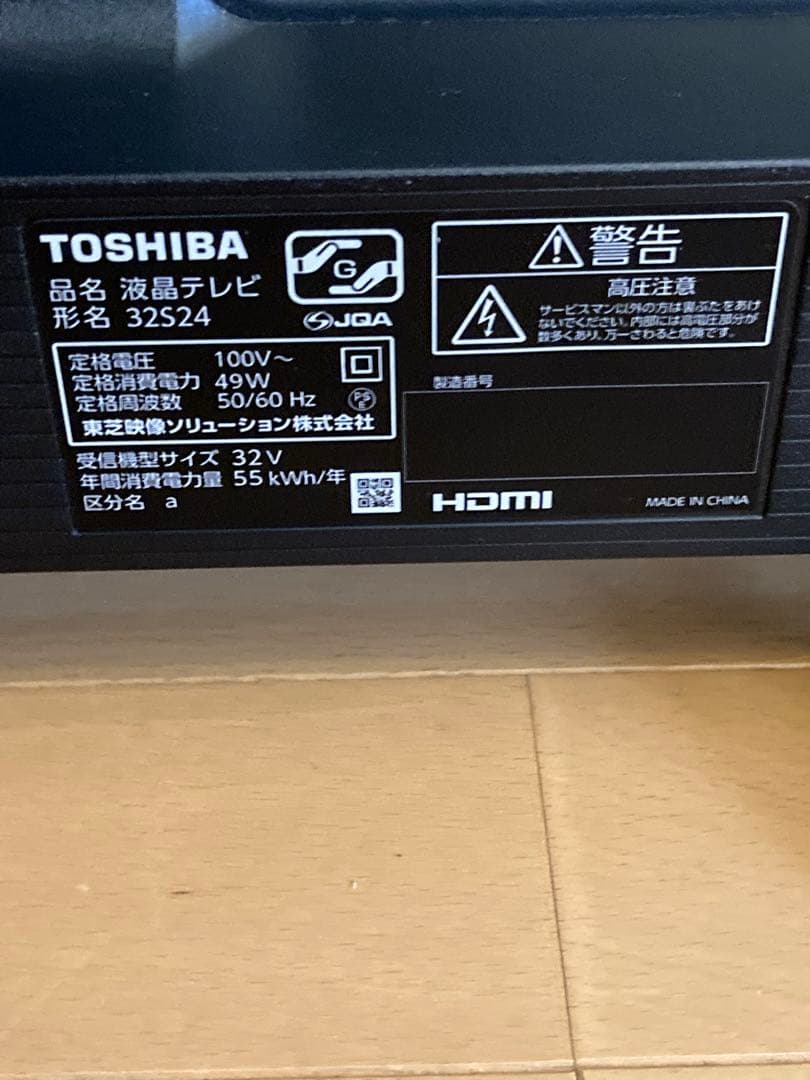 TOSHIBA
品名 液晶テレビ
形名 32S24
G
JQA
定格電圧 100V～
定格消費電力 49W
定格周波数 50/60 Hz
PSE
東芝映像ソリューション株式会社
受信機型サイズ 32V
年間消費電力量 55 kWh/年
区分名 a
警告
高圧注意
サービスマン以外の方は裏ぶたをあけ
ないでください。内部には高電圧部分が
数多くあり、万一さわると危険です。
製造番号
HDMI
MADE IN CHINA